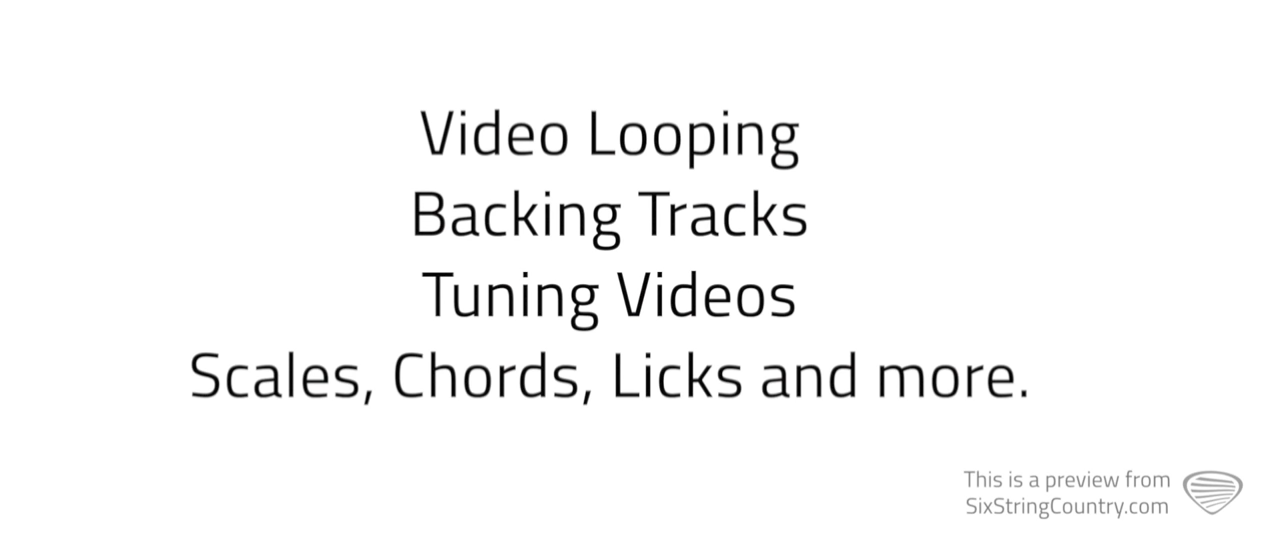 Video Looping
Backing Tracks
Tuning Videos
Scales, Chords, Licks and more.
This is a preview from
SixStringCountry.com